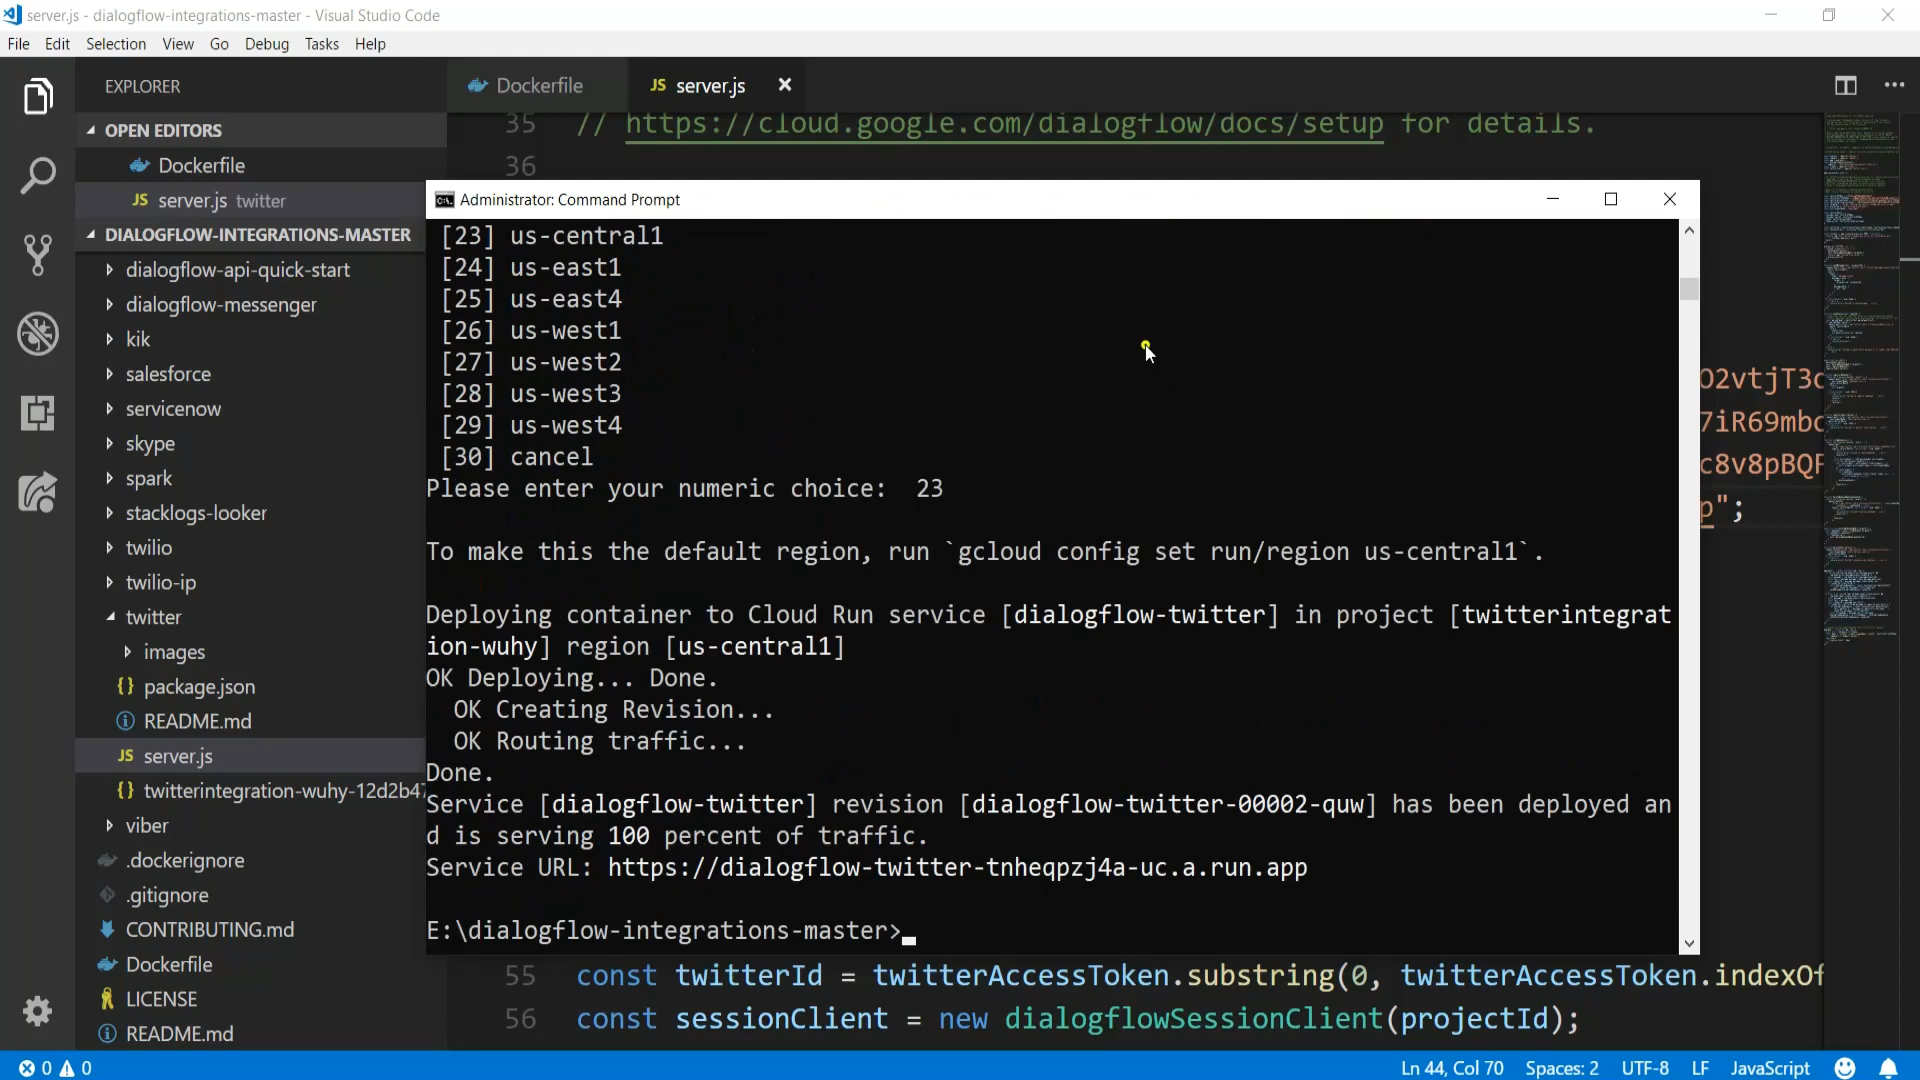 server.js - dialogflow-integrations-master - Visual Studio Code
File Edit Selection View Go Debug Tasks Help
EXPLORER
OPEN EDITORS
Dockerfile
JS server.js twitter
DIALOGFLOW-INTEGRATIONS-MASTER
dialogflow-api-quick-start
dialogflow-messenger
kik
salesforce
servicenow
skype
spark
stacklogs-looker
twilio
twilio-ip
twitter
images
{} package.json
README.md
JS server.js
{} twitterintegration-wuhy-12d2b47
viber
.dockerignore
.gitignore
CONTRIBUTING.md
Dockerfile
LICENSE
README.md
Dockerfile
JS server.js
35 // https://cloud.google.com/dialogflow/docs/setup for details.
36
Administrator: Command Prompt
[23] us-central1
[24] us-east1
[25] us-east4
[26] us-west1
[27] us-west2
[28] us-west3
[29] us-west4
[30] cancel
Please enter your numeric choice:  23
To make this the default region, run `gcloud config set run/region us-central1`.
Deploying container to Cloud Run service [dialogflow-twitter] in project [twitterintegrat
ion-wuhy] region [us-central1]
OK Deploying... Done.
OK Creating Revision...
OK Routing traffic...
Done.
Service [dialogflow-twitter] revision [dialogflow-twitter-00002-quw] has been deployed an
d is serving 100 percent of traffic.
Service URL: https://dialogflow-twitter-tnheqpzj4a-uc.a.run.app
E:\dialogflow-integrations-master>
O2vtjT3c
7iR69mbc
c8v8pBQF
p";
55 const twitterId = twitterAccessToken.substring(0, twitterAccessToken.indexOf
56 const sessionClient = new dialogflowSessionClient(projectId);
0 0
Ln 44, Col 70 Spaces: 2 UTF-8 LF JavaScript